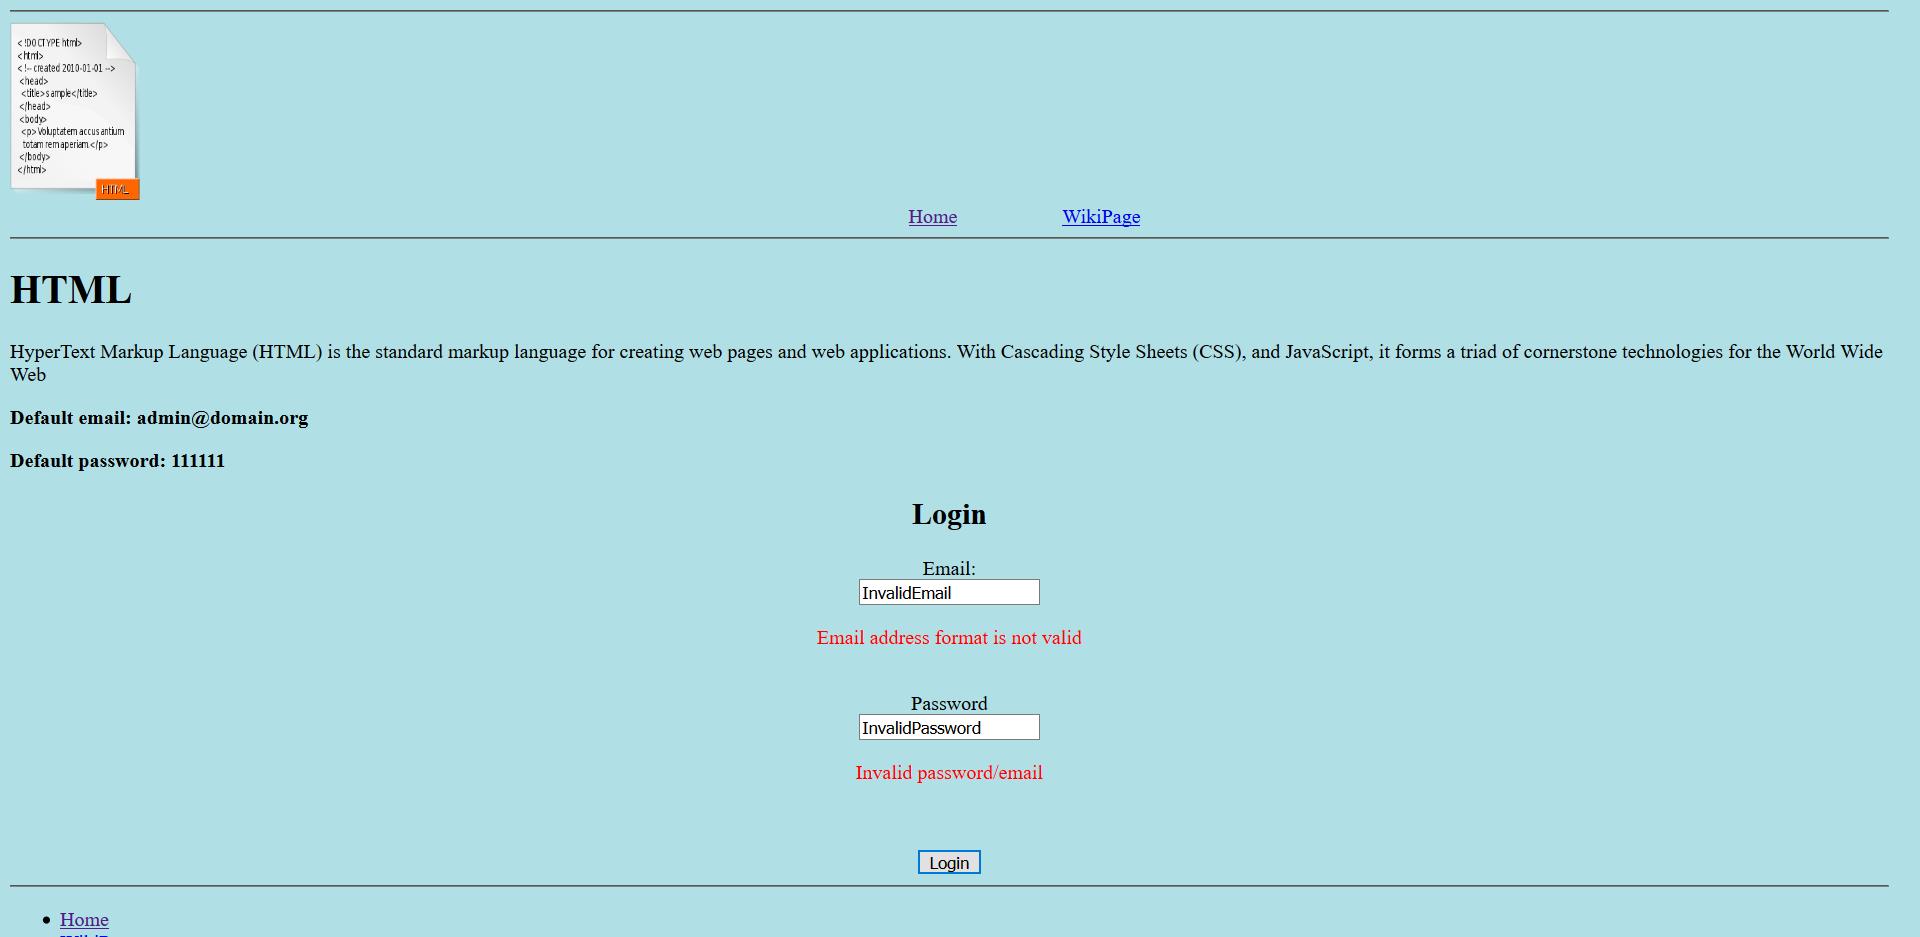 <!DOCTYPE html>
<html>
<!-- created 2010-01-01 -->
<head>
<title>sample</title>
</head>
<body>
<p>Voluptatem accusantium
totam rem aperiam.</p>
</body>
</html>
HTML
Home WikiPage
HTML
HyperText Markup Language (HTML) is the standard markup language for creating web pages and web applications. With Cascading Style Sheets (CSS), and JavaScript, it forms a triad of cornerstone technologies for the World Wide
Web
Default email: admin@domain.org
Default password: 111111
Login
Email:
InvalidEmail
Email address format is not valid
Password
InvalidPassword
Invalid password/email
Login
Home